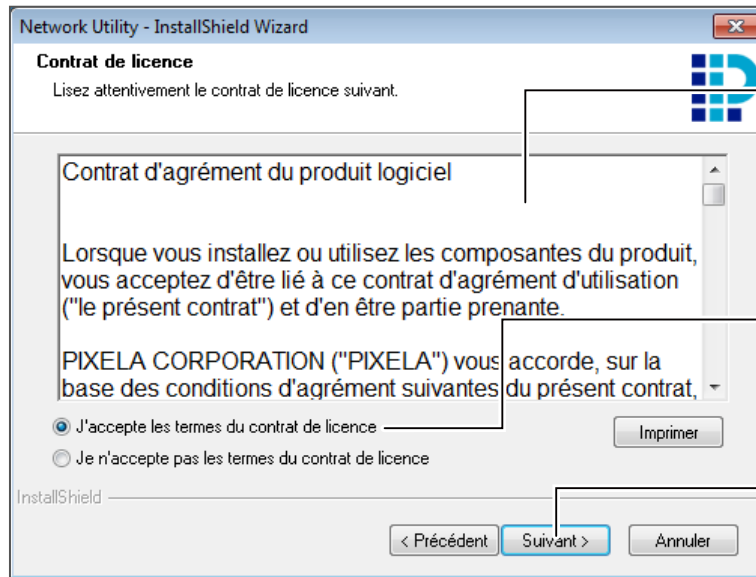 Network Utility - InstallShield Wizard
Contrat de licence
Lisez attentivement le contrat de licence suivant.
Contrat d'agrément du produit logiciel
Lorsque vous installez ou utilisez les composantes du produit,
vous acceptez d'être lié à ce contrat d'agrément d'utilisation
("le présent contrat") et d'en être partie prenante.
PIXELA CORPORATION ("PIXELA") vous accorde, sur la
base des conditions d'agrément suivantes du présent contrat,
J'accepte les termes du contrat de licence
Imprimer
Je n'accepte pas les termes du contrat de licence
InstallShield
< Précédent Suivant > Annuler